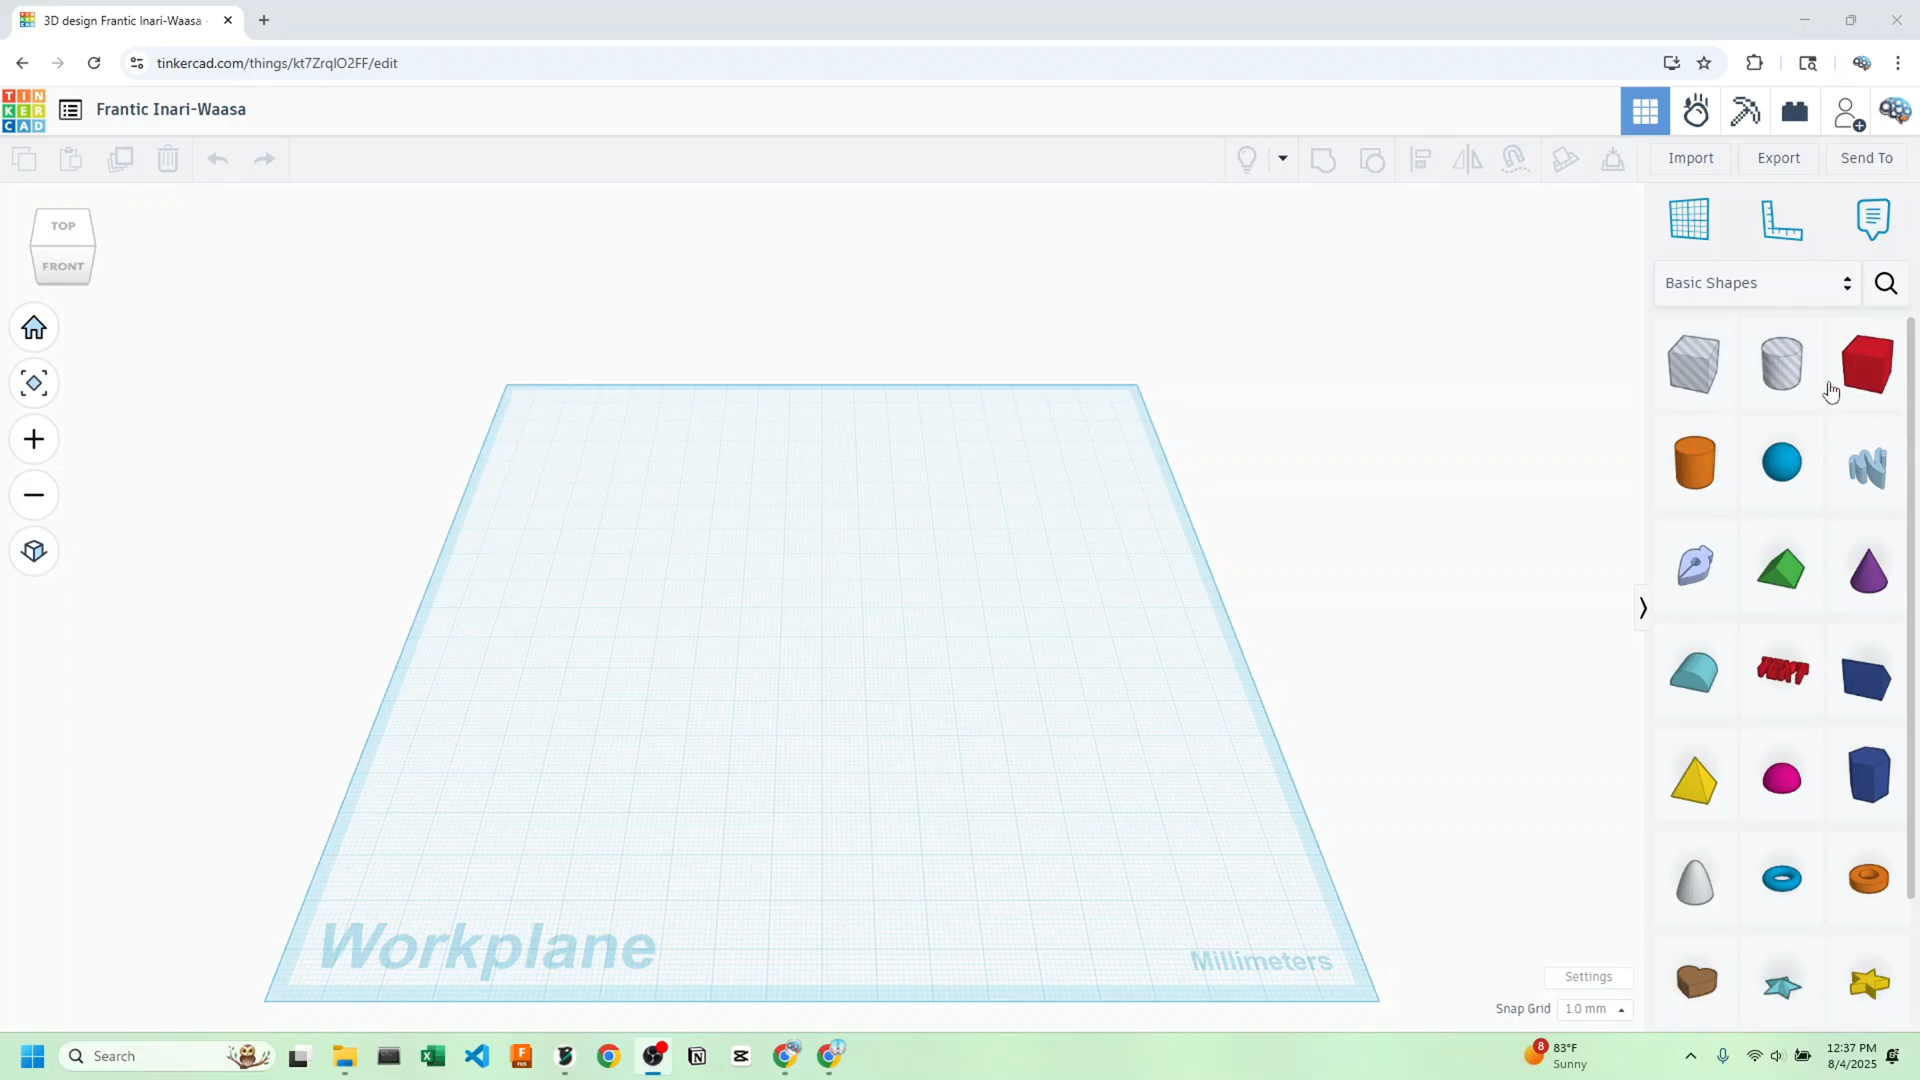 3D design Frantic Inari-Waasa
tinkercad.com/things/kt7ZrqlO2FF/edit
TIN
KER
CAD
Frantic Inari-Waasa
Import
Export
Send To
TOP
FRONT
Basic Shapes
TEXT
Workplane
Millimeters
Settings
Snap Grid
1.0 mm
Search
8
83°F
Sunny
12:37 PM
8/4/2025